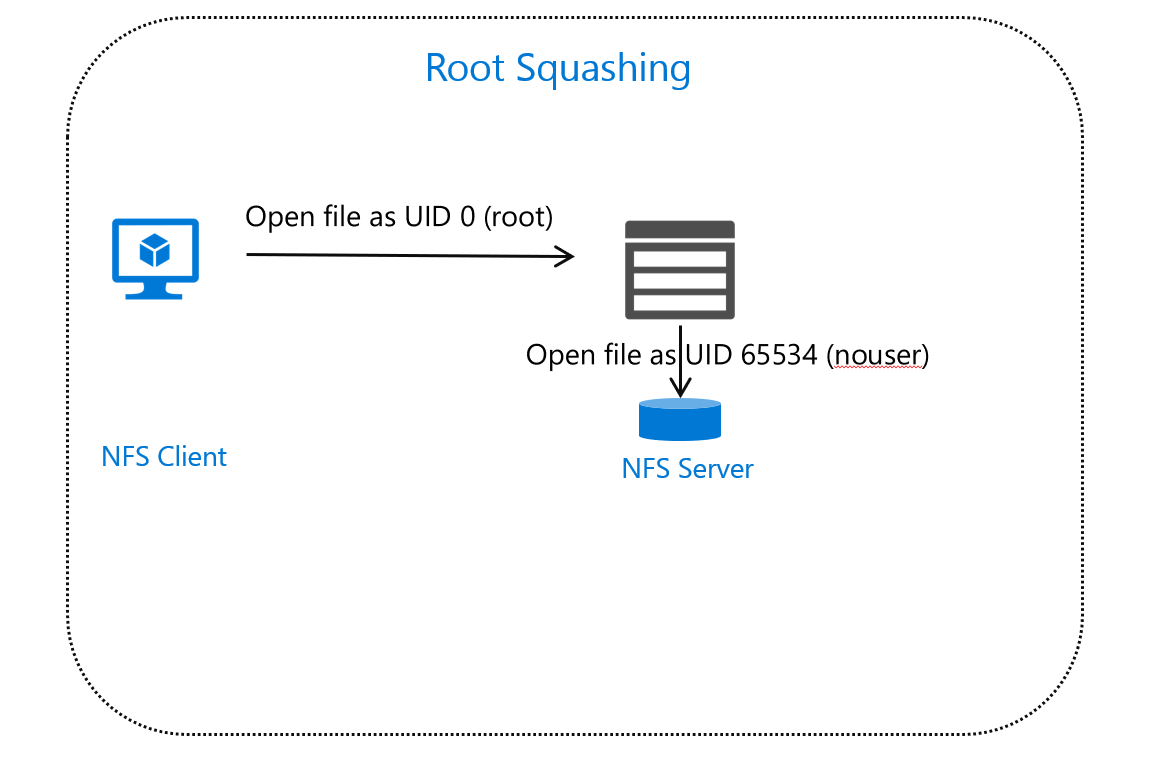 Root Squashing
Open file as UID 0 (root)
Open file as UID 65534 (nouser)
NFS Client
NFS Server